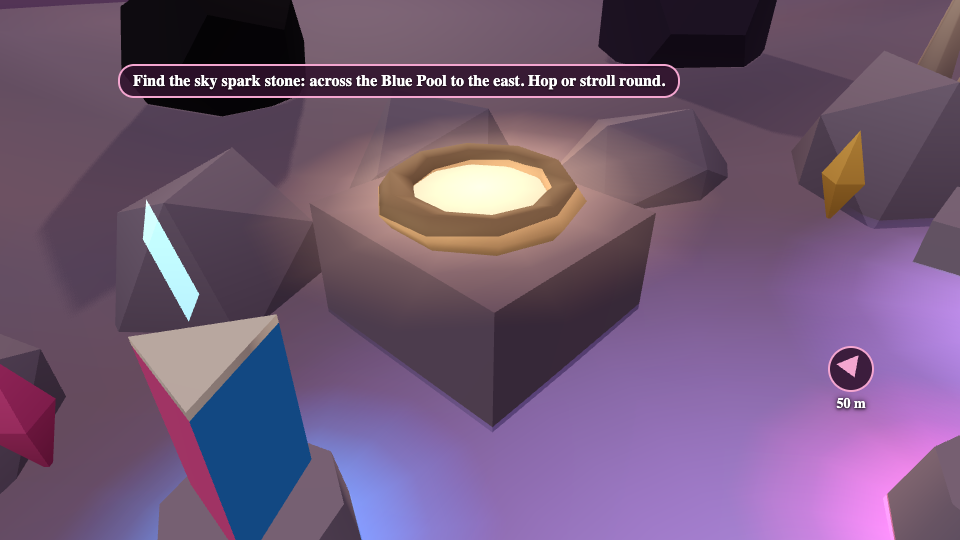 Find the sky spark stone: across the Blue Pool to the east. Hop or stroll round.
50 m